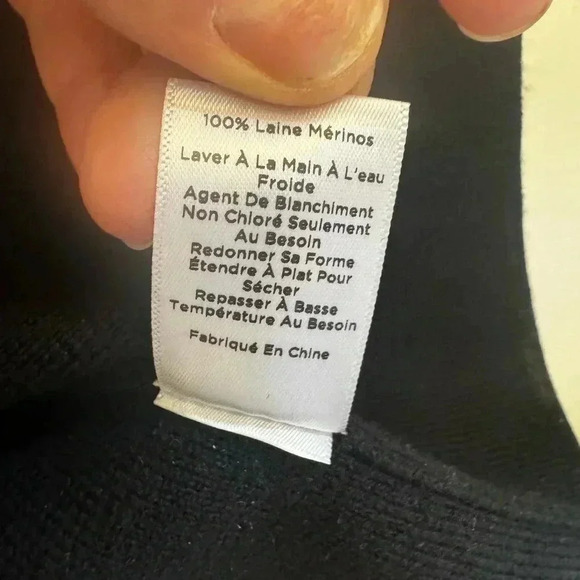 100% Laine Mérinos
Laver À La Main À L'eau
Froide
Agent De Blanchiment
Non Chloré Seulement
Au Besoin
Redonner Sa Forme
Étendre À Plat Pour
Sécher
Repasser À Basse
Température Au Besoin
Fabriqué En Chine